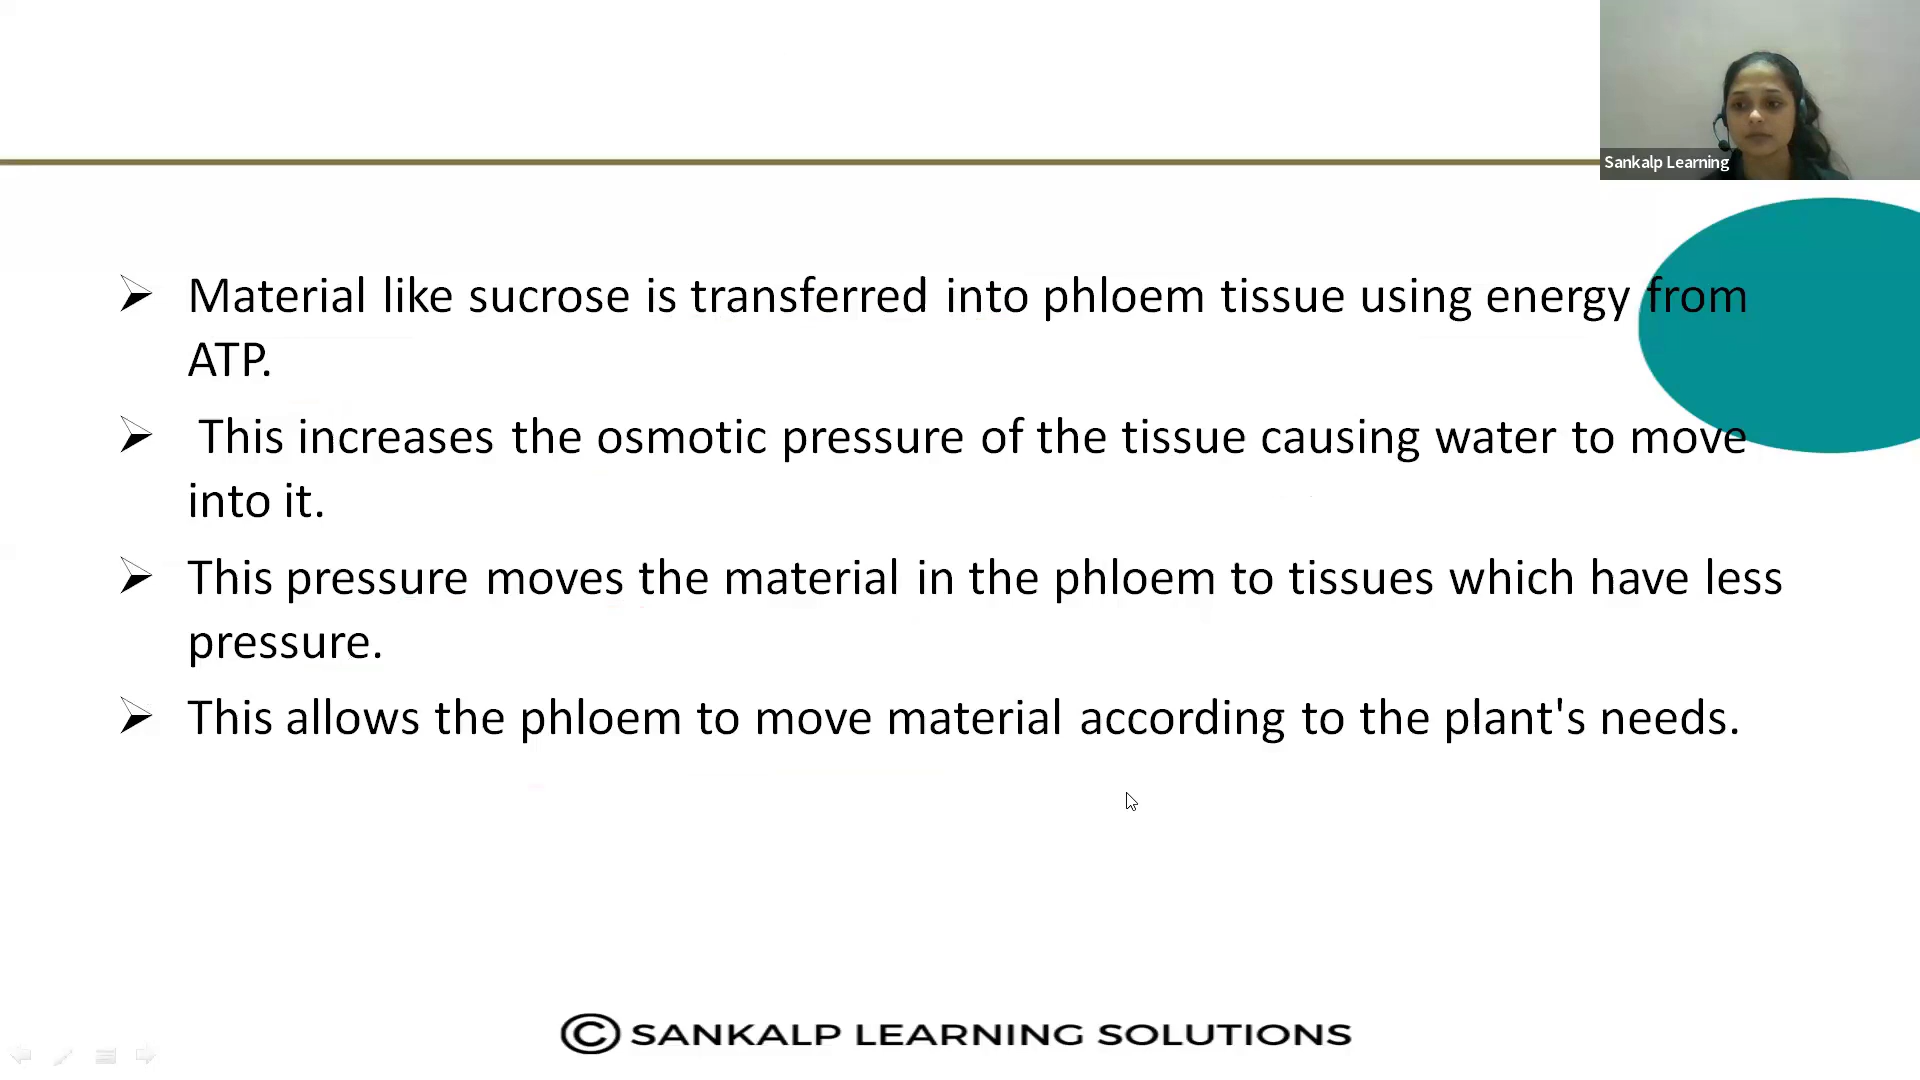 Sankalp Learning
Material like sucrose is transferred into phloem tissue using energy from
ATP.
This increases the osmotic pressure of the tissue causing water to move
into it.
This pressure moves the material in the phloem to tissues which have less
pressure.
This allows the phloem to move material according to the plant's needs.
© SANKALP LEARNING SOLUTIONS